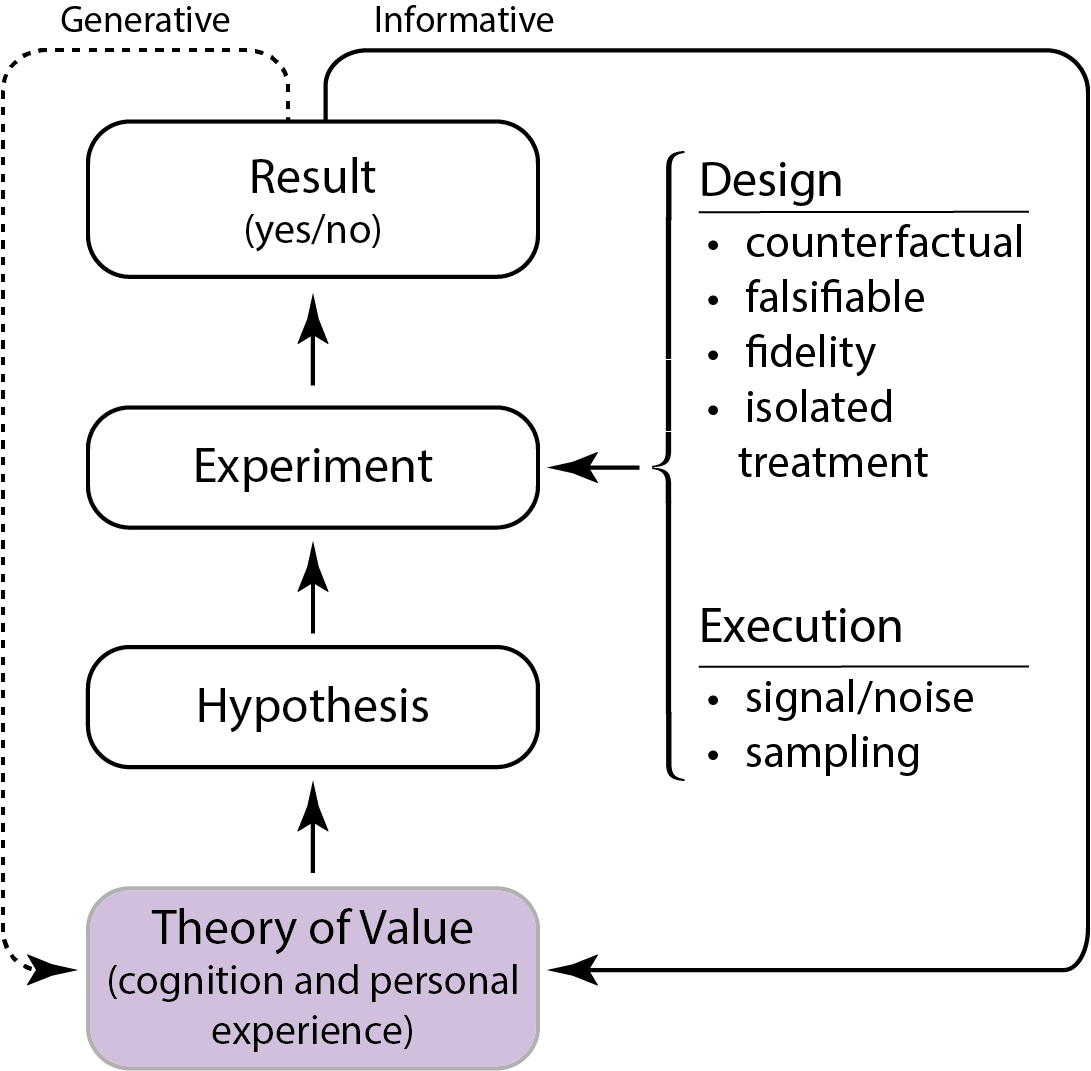 Generative
Informative
Result
(yes/no)
Experiment
Hypothesis
Theory of Value
(cognition and personal
experience)
Design
• counterfactual
• falsifiable
• fidelity
• isolated
treatment
Execution
• signal/noise
• sampling